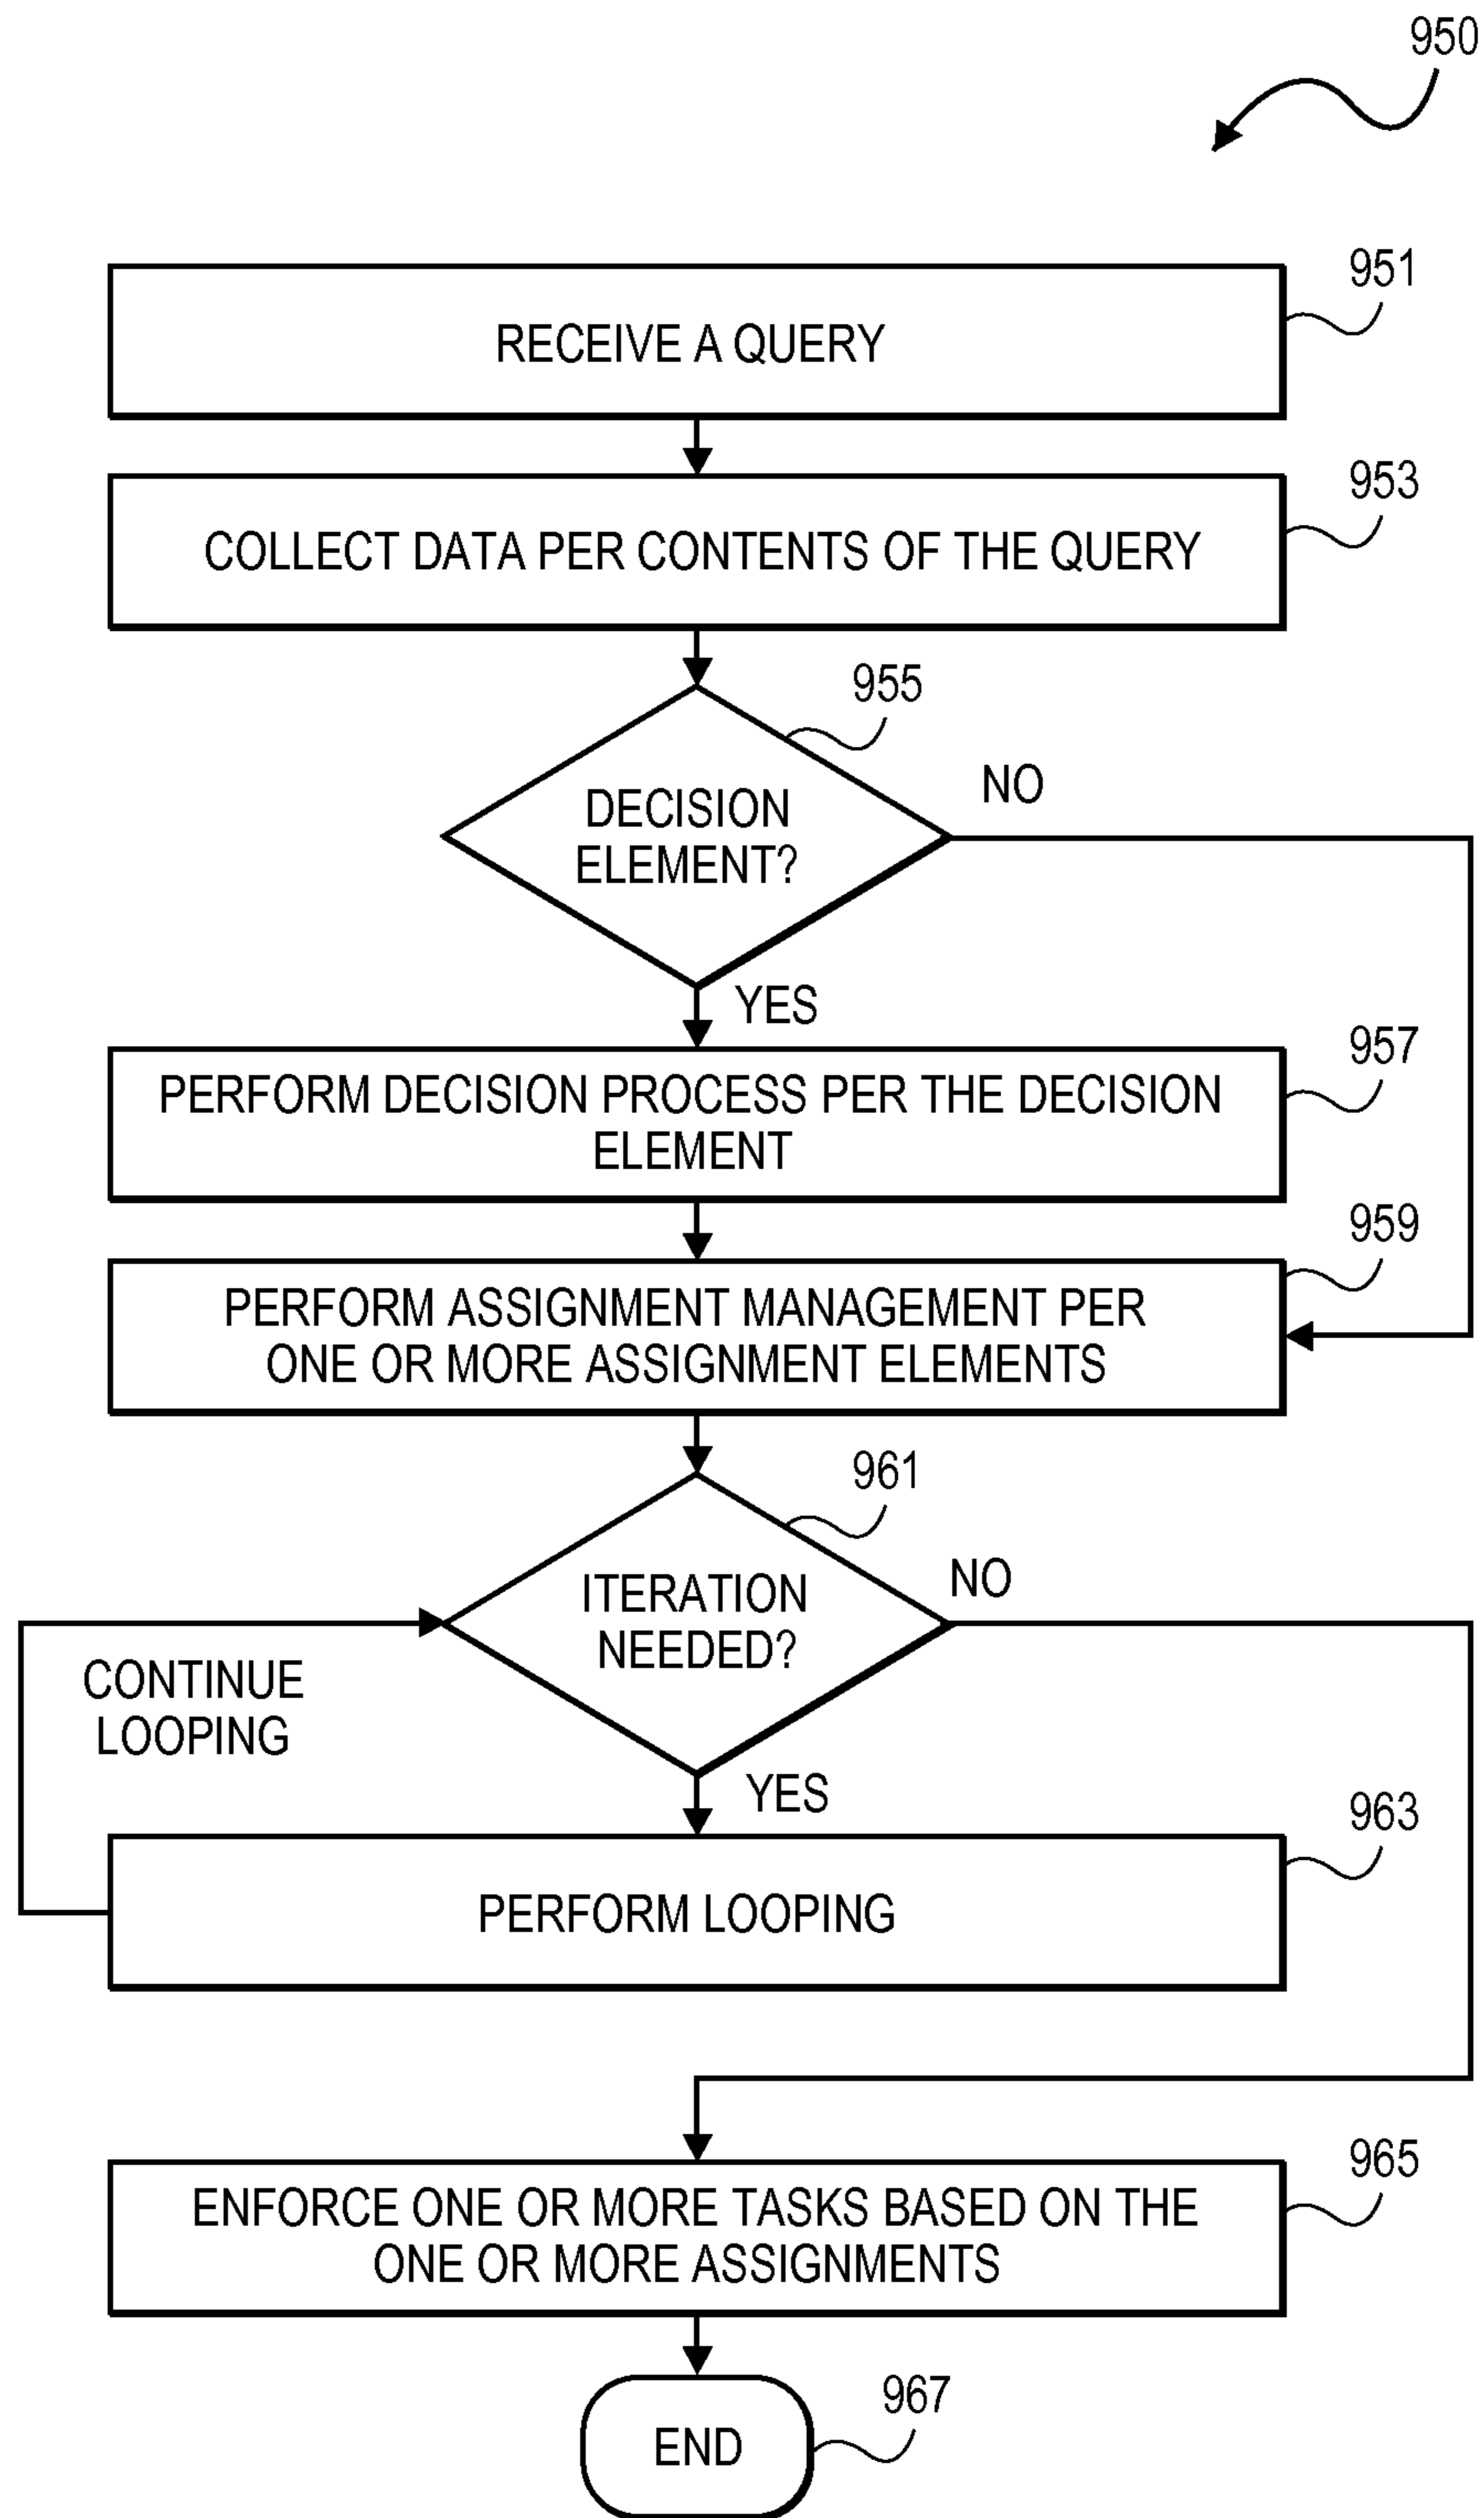 950
951
RECEIVE A QUERY
953
COLLECT DATA PER CONTENTS OF THE QUERY
955
DECISION
ELEMENT?
NO
YES
957
PERFORM DECISION PROCESS PER THE DECISION
ELEMENT
959
PERFORM ASSIGNMENT MANAGEMENT PER
ONE OR MORE ASSIGNMENT ELEMENTS
961
ITERATION
NEEDED?
NO
CONTINUE
LOOPING
YES
963
PERFORM LOOPING
965
ENFORCE ONE OR MORE TASKS BASED ON THE
ONE OR MORE ASSIGNMENTS
967
END